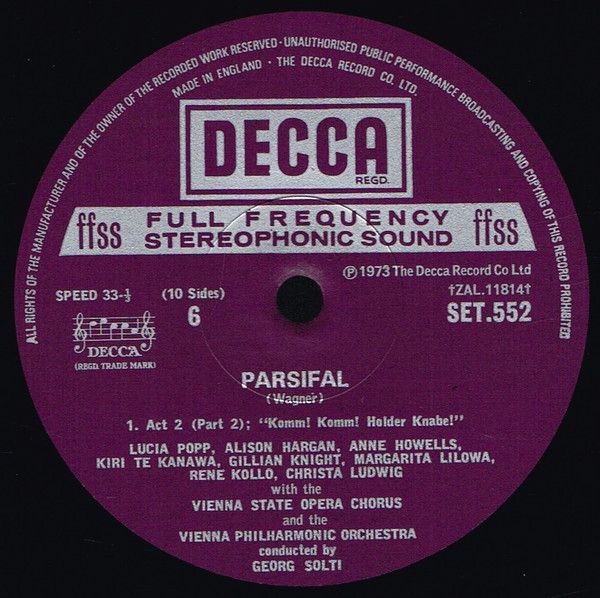 ALL RIGHTS OF THE MANUFACTURER AND OF THE OWNER OF THE RECORDED WORK RESERVED · UNAUTHORISED PUBLIC PERFORMANCE BROADCASTING AND COPYING OF THIS RECORD PROHIBITED
MADE IN ENGLAND · THE DECCA RECORD CO. LTD.
DECCA
REGD.
ffss FULL FREQUENCY ffss
STEREOPHONIC SOUND
Ⓟ 1973 The Decca Record Co Ltd
SPEED 33-⅓ (10 Sides) †ZAL.11814†
6 SET.552
DECCA
(REGD. TRADE MARK)
PARSIFAL
(Wagner)
1. Act 2 (Part 2); "Komm! Komm! Holder Knabe!"
LUCIA POPP, ALISON HARGAN, ANNE HOWELLS,
KIRI TE KANAWA, GILLIAN KNIGHT, MARGARITA LILOWA,
RENE KOLLO, CHRISTA LUDWIG
with the
VIENNA STATE OPERA CHORUS
and the
VIENNA PHILHARMONIC ORCHESTRA
conducted by
GEORG SOLTI